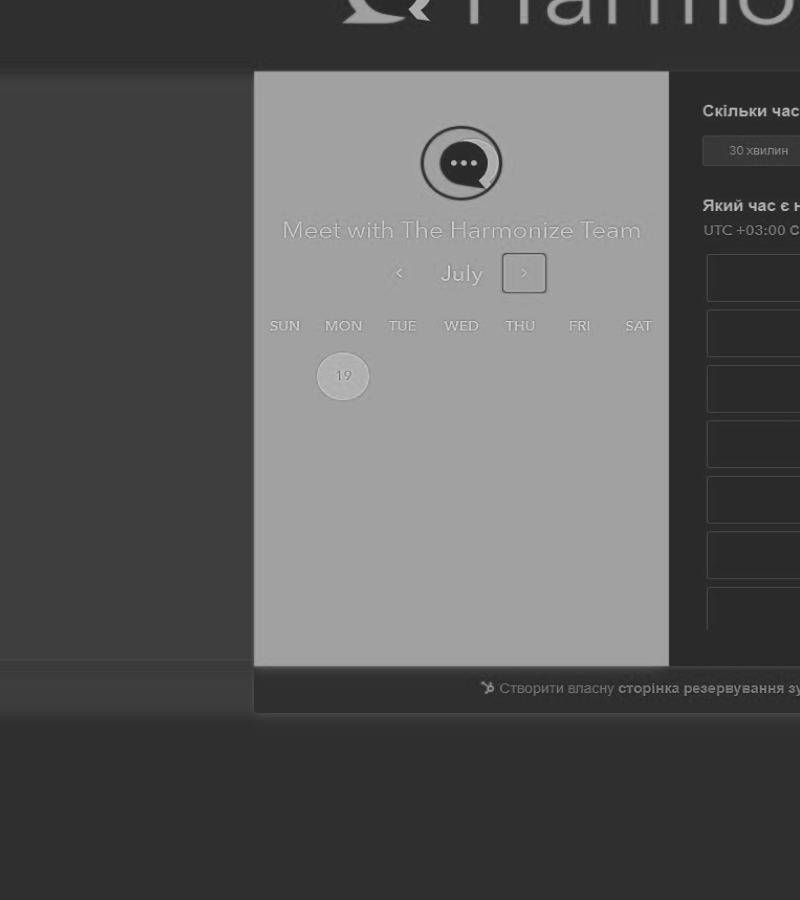 Harmo
Meet with The Harmonize Team
July
SUN MON TUE WED THU FRI SAT
19
Скільки час
30 хвилин
Який час є н
UTC +03:00 С
Створити власну сторінка резервування зу